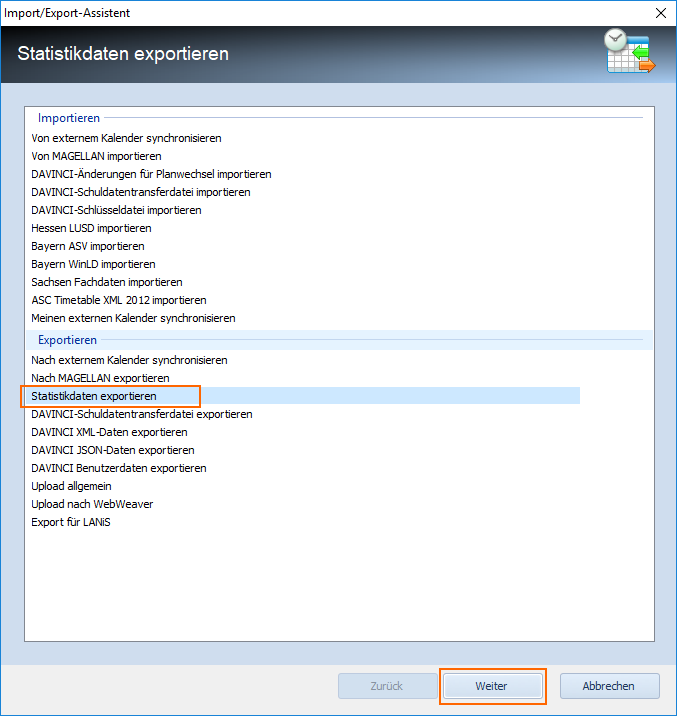 Import/Export-Assistent
Statistikdaten exportieren
Importieren
Von externem Kalender synchronisieren
Von MAGELLAN importieren
DAVINCI-Änderungen für Planwechsel importieren
DAVINCI-Schuldatentransferdatei importieren
DAVINCI-Schlüsseldatei importieren
Hessen LUSD importieren
Bayern ASV importieren
Bayern WinLD importieren
Sachsen Fachdaten importieren
ASC Timetable XML 2012 importieren
Meinen externen Kalender synchronisieren
Exportieren
Nach externem Kalender synchronisieren
Nach MAGELLAN exportieren
Statistikdaten exportieren
DAVINCI-Schuldatentransferdatei exportieren
DAVINCI XML-Daten exportieren
DAVINCI JSON-Daten exportieren
DAVINCI Benutzerdaten exportieren
Upload allgemein
Upload nach WebWeaver
Export für LANiS
Zurück Weiter Abbrechen